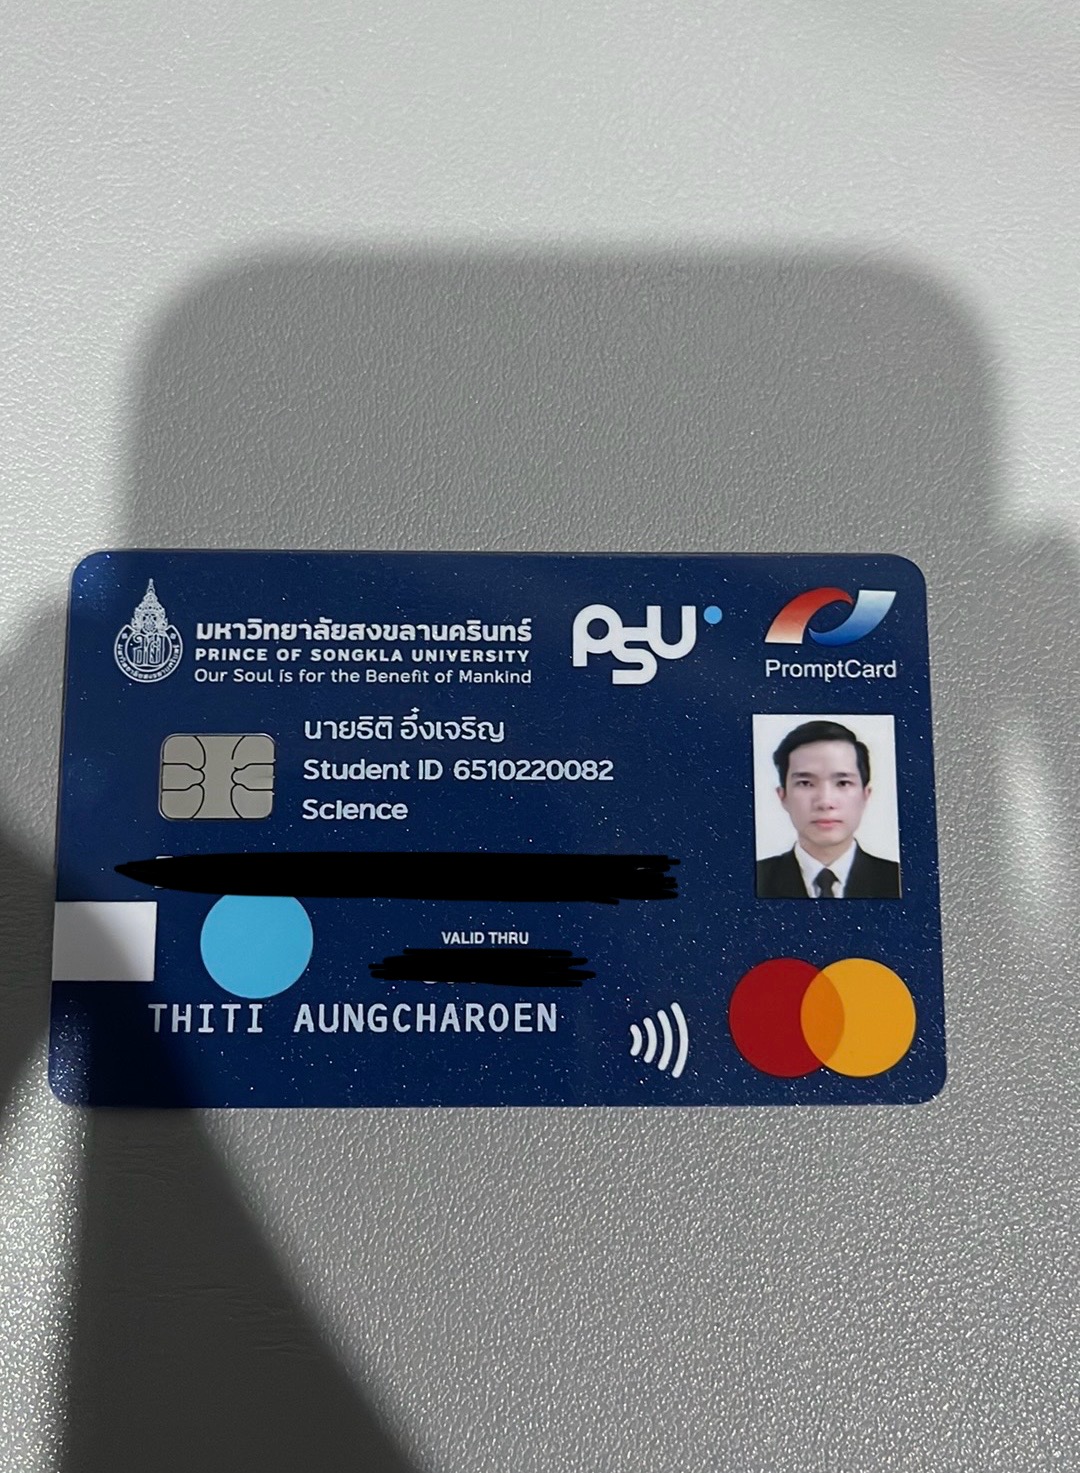 มหาวิทยาลัยสงขลานครินทร์
PRINCE OF SONGKLA UNIVERSITY
Our Soul is for the Benefit of Mankind
PSU
PromptCard
นายธิติ อึ๋งเจริญ
Student ID 6510220082
Science
VALID THRU
THITI AUNGCHAROEN